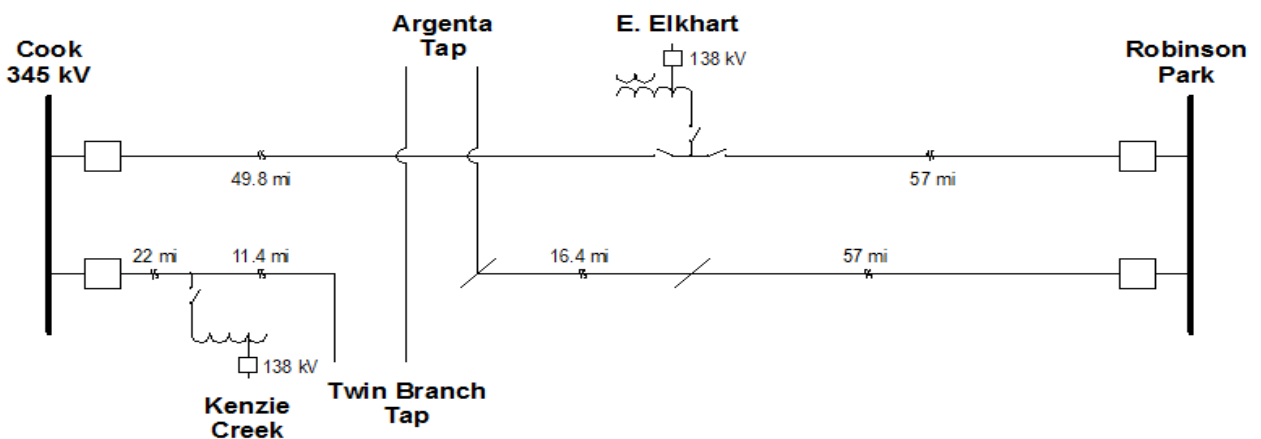 Cook
345 kV
Argenta
Tap
E. Elkhart
138 kV
Robinson
Park
49.8 mi
57 mi
22 mi
11.4 mi
16.4 mi
57 mi
138 kV
Kenzie
Creek
Twin Branch
Tap